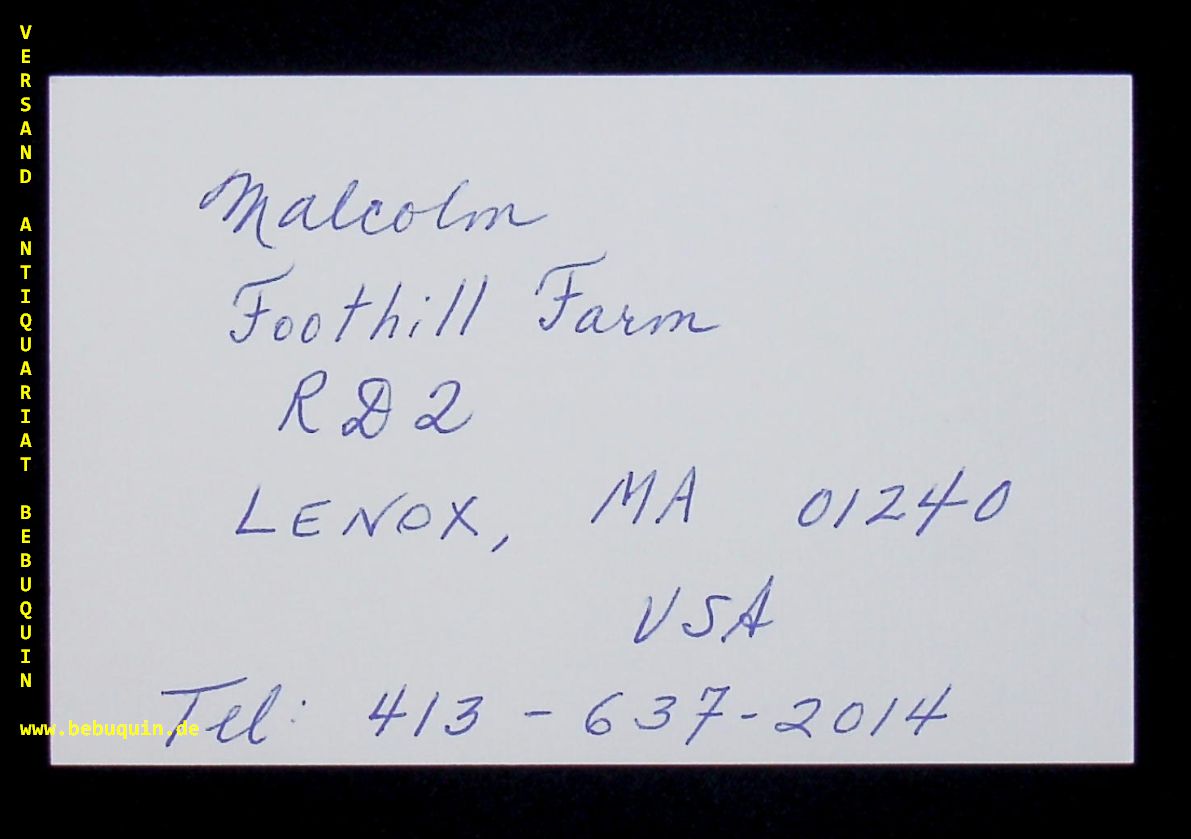 VERSAND ANTIQUARIAT BEBUQUIN
www.bebuquin.de
Malcolm
Foothill Farm
RD2
LENOX, MA 01240
USA
Tel: 413 - 637-2014